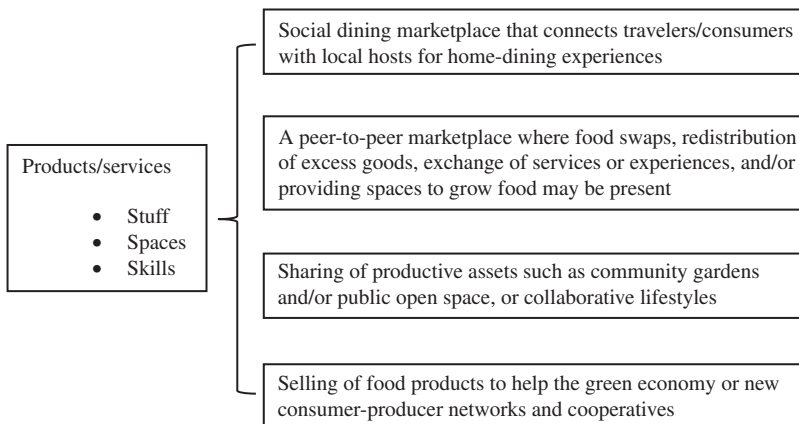 Social dining marketplace that connects travelers/consumers
with local hosts for home-dining experiences
A peer-to-peer marketplace where food swaps, redistribution
of excess goods, exchange of services or experiences, and/or
providing spaces to grow food may be present
Products/services
• Stuff
• Spaces
• Skills
Sharing of productive assets such as community gardens
and/or public open space, or collaborative lifestyles
Selling of food products to help the green economy or new
consumer-producer networks and cooperatives